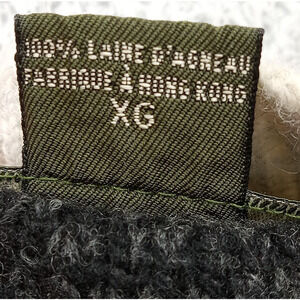 100% LAINE D'AGNEAU
FABRIQUÉ À HONG KONG
XG